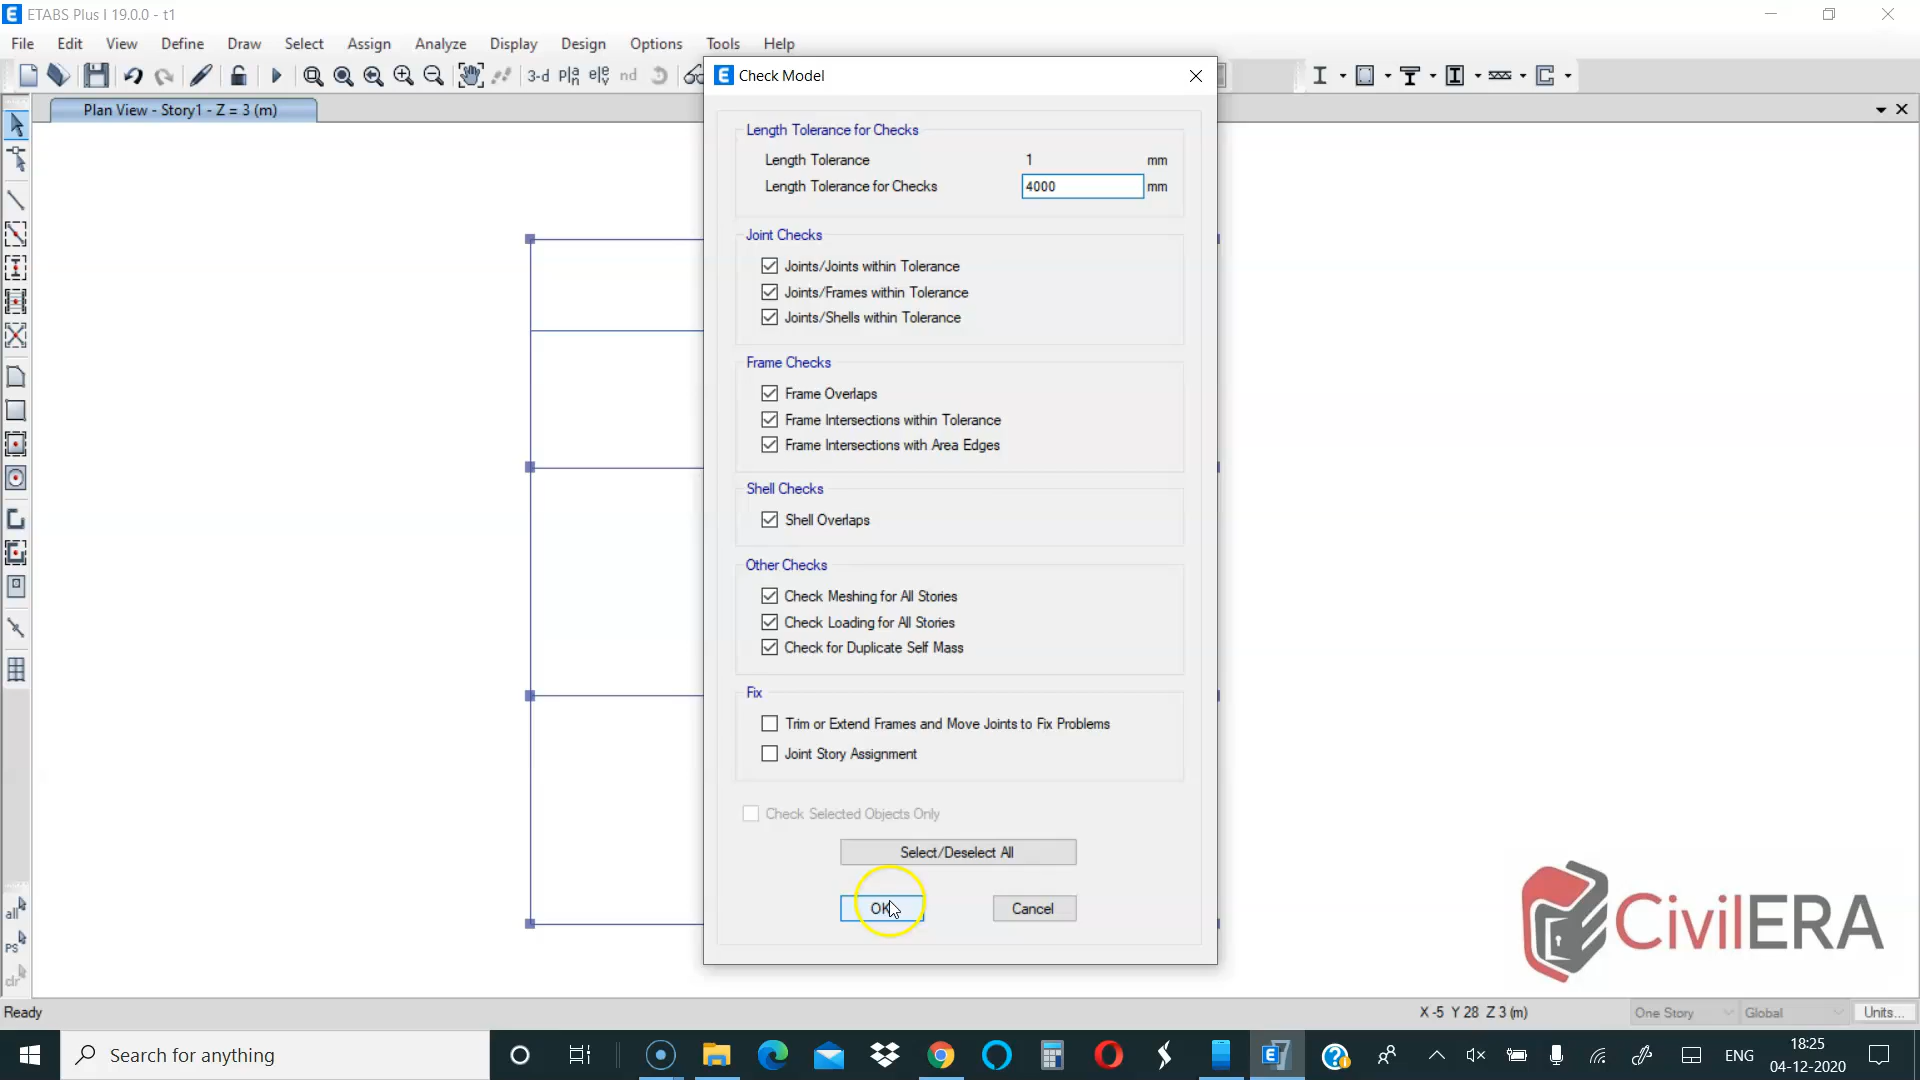 ETABS Plus I 19.0.0 - t1
File Edit View Define Draw Select Assign Analyze Display Design Options Tools Help
3-d Pla ele nd
Plan View - Story1 - Z = 3 (m)
Check Model
Length Tolerance for Checks
Length Tolerance 1 mm
Length Tolerance for Checks 4000 mm
Joint Checks
Joints/Joints within Tolerance
Joints/Frames within Tolerance
Joints/Shells within Tolerance
Frame Checks
Frame Overlaps
Frame Intersections within Tolerance
Frame Intersections with Area Edges
Shell Checks
Shell Overlaps
Other Checks
Check Meshing for All Stories
Check Loading for All Stories
Check for Duplicate Self Mass
Fix
Trim or Extend Frames and Move Joints to Fix Problems
Joint Story Assignment
Check Selected Objects Only
Select/Deselect All
OK Cancel
all
PS
clr
CivilERA
Ready X -5 Y 28 Z 3 (m) One Story Global Units...
Search for anything
ENG
18:25
04-12-2020